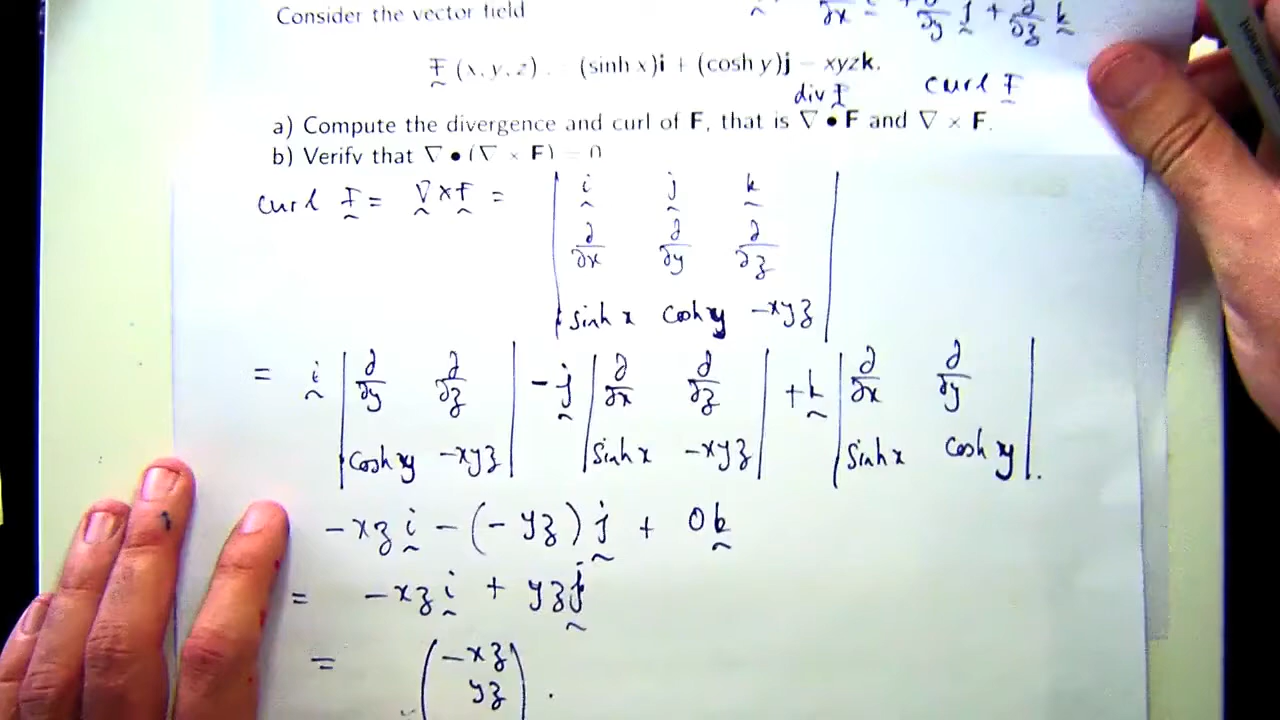 Consider the vector field
∂/∂x i + ∂/∂y j + ∂/∂z k
F (x, y, z) (sinh x)i + (cosh y)j − xyzk.
div F curl F
a) Compute the divergence and curl of F, that is ∇ • F and ∇ × F.
b) Verify that ∇ • (∇ × F) = 0
curl F = ∇ × F = | i j k |
| ∂/∂x ∂/∂y ∂/∂z |
| sinh x cosh y -xyz |
= i | ∂/∂y ∂/∂z | - j | ∂/∂x ∂/∂z | + k | ∂/∂x ∂/∂y |
| cosh y -xyz | | sinh x -xyz | | sinh x cosh y | .
-xz i - (- yz) j + 0 k
= -xz i + yz j
= ( -xz
yz ) .